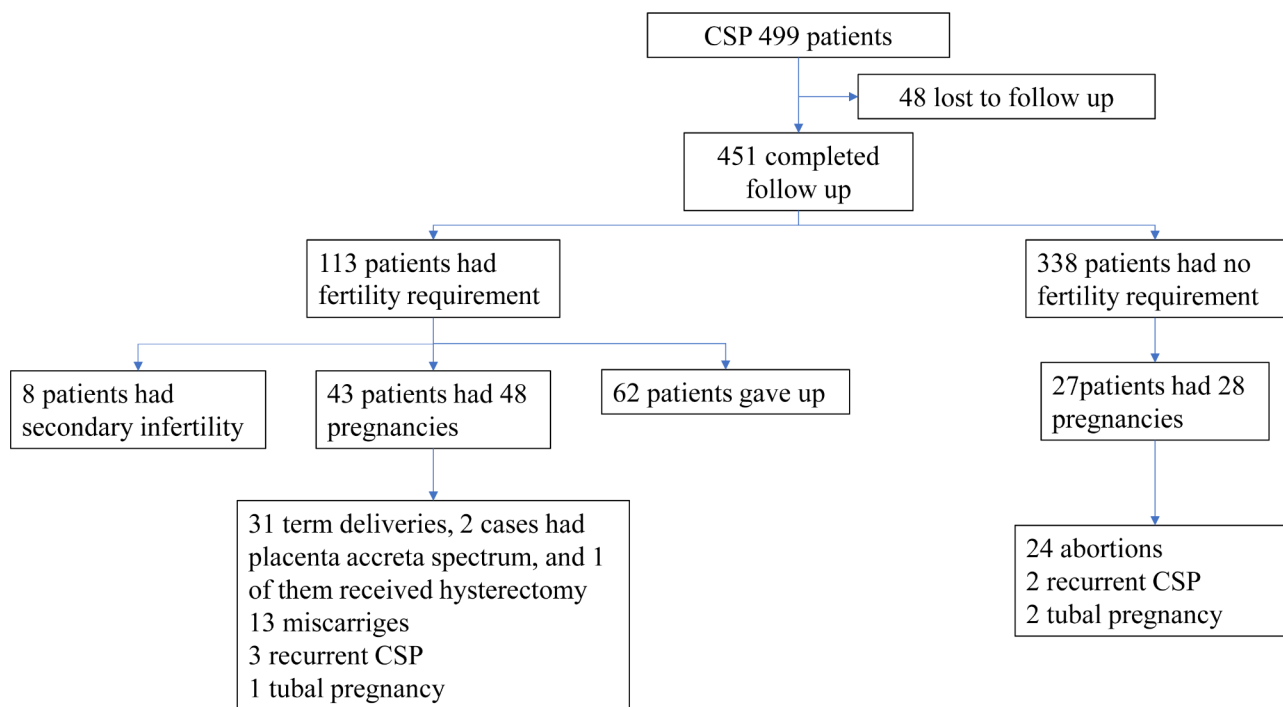 CSP 499 patients
48 lost to follow up
451 completed
follow up
113 patients had
fertility requirement
338 patients had no
fertility requirement
8 patients had
secondary infertility
43 patients had 48
pregnancies
62 patients gave up
27patients had 28
pregnancies
31 term deliveries, 2 cases had
placenta accreta spectrum, and 1
of them received hysterectomy
13 miscarriges
3 recurrent CSP
1 tubal pregnancy
24 abortions
2 recurrent CSP
2 tubal pregnancy